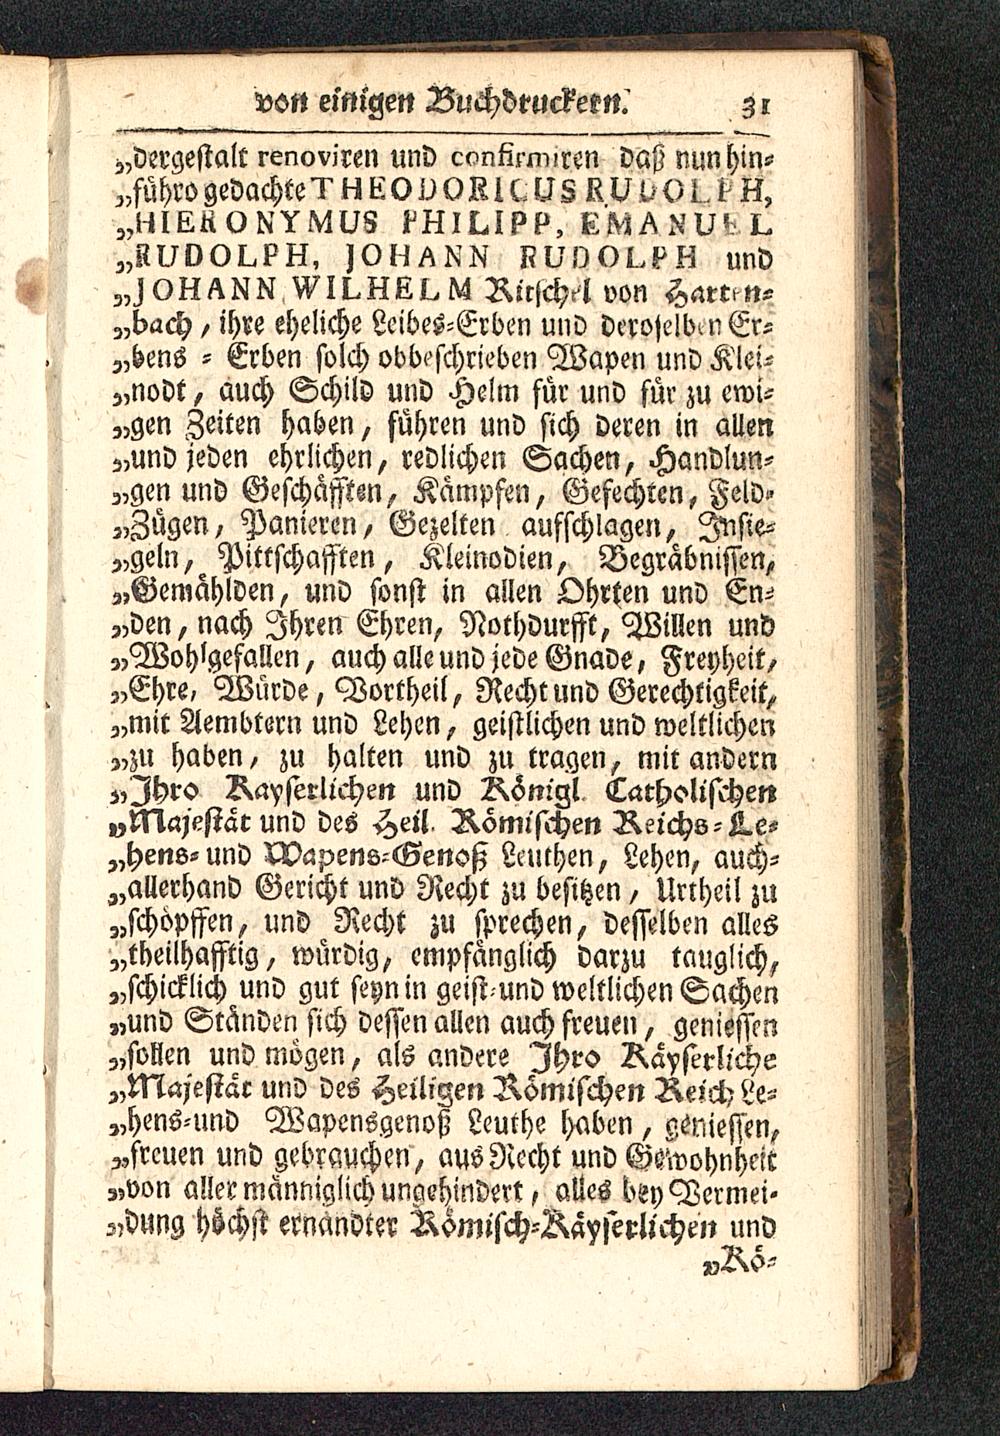 von einigen Buchdruckern. 31
„dergestalt renoviren und confirmiren daß nun hin-
„führo gedachte THEODORICUS RUDOLPH,
„HIERONYMUS PHILIPP, EMANUEL
„RUDOLPH, JOHANN RUDOLPH und
„JOHANN WILHELM Ritschel von Harten-
„bach, ihre eheliche Leibes-Erben und deroselben Er-
„bens - Erben solch obbeschrieben Wapen und Klei-
„nodt, auch Schild und Helm für und für zu ewi-
„gen Zeiten haben, führen und sich deren in allen
„und jeden ehrlichen, redlichen Sachen, Handlun-
„gen und Geschäfften, Kämpfen, Gefechten, Feld-
„Zügen, Panieren, Gezelten aufschlagen, Insie-
„geln, Pittschafften, Kleinodien, Begräbnissen,
„Gemählden, und sonst in allen Ohrten und En-
„den, nach Ihren Ehren, Nothdurfft, Willen und
„Wohlgefallen, auch alle und jede Gnade, Freyheit,
„Ehre, Würde, Vortheil, Recht und Gerechtigkeit,
„mit Aembtern und Lehen, geistlichen und weltlichen
„zu haben, zu halten und zu tragen, mit andern
„Ihro Kayserlichen und Königl. Catholischen
„Majestät und des Heil. Römischen Reichs-Le-
„hens- und Wapens-Genoß Leuthen, Lehen, auch-
„allerhand Gericht und Recht zu besitzen, Urtheil zu
„schöpffen, und Recht zu sprechen, desselben alles
„theilhafftig, würdig, empfänglich darzu tauglich,
„schicklich und gut seyn in geist-und weltlichen Sachen
„und Ständen sich dessen allen auch freuen, geniessen
„sollen und mögen, als andere Ihro Käyserliche
„Majestät und des Heiligen Römischen Reich Le-
„hens-und Wapensgenoß Leuthe haben, geniessen,
„freuen und gebrauchen, aus Recht und Gewohnheit
„von aller männiglich ungehindert, alles bey Vermei-
„dung höchst ernandter Römisch-Käyserlichen und
„Kö-